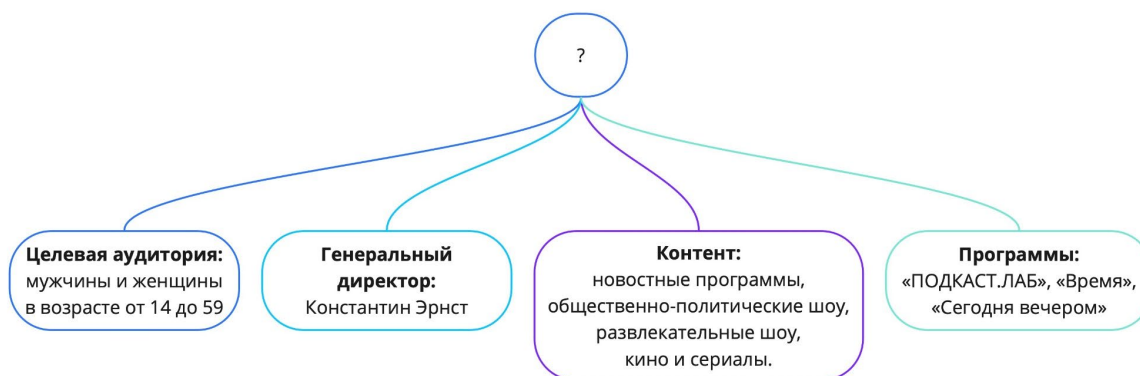 ?
Целевая аудитория:
мужчины и женщины
в возрасте от 14 до 59
Генеральный
директор:
Константин Эрнст
Контент:
новостные программы,
общественно-политические шоу,
развлекательные шоу,
кино и сериалы.
Программы:
«ПОДКАСТ.ЛАБ», «Время»,
«Сегодня вечером»